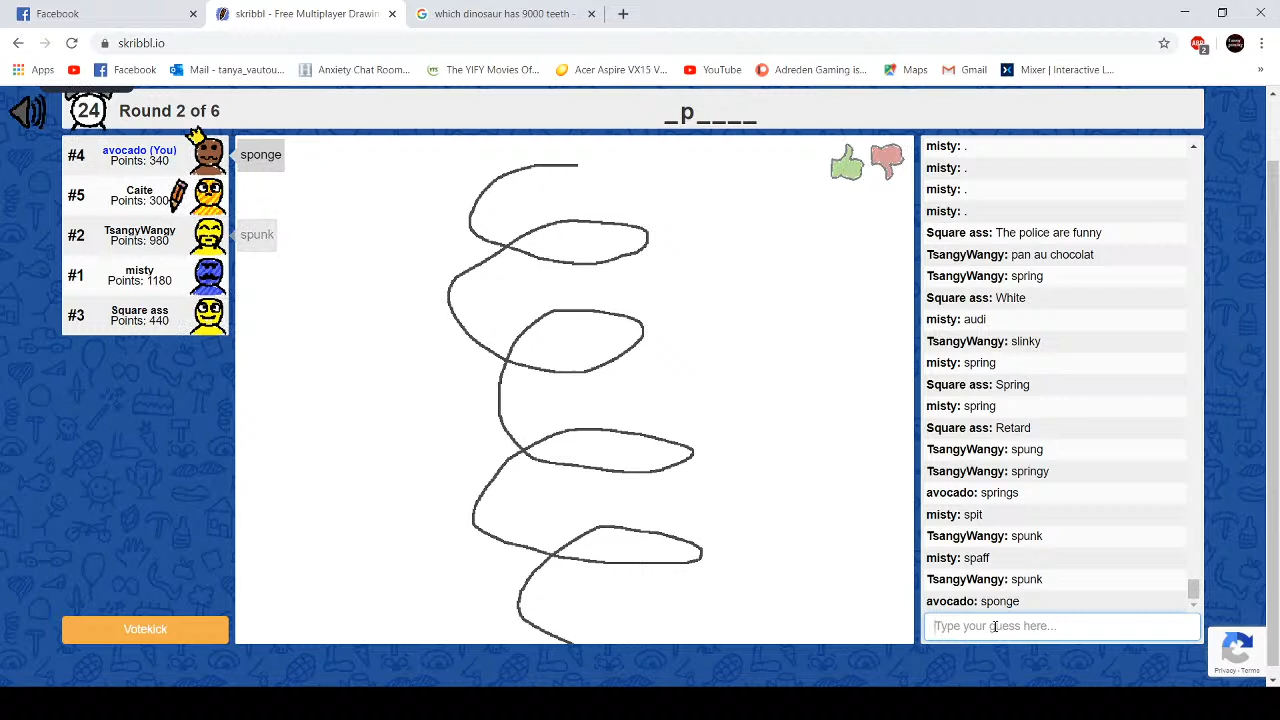 Facebook
skribbl - Free Multiplayer Drawin
which dinosaur has 9000 teeth -
skribbl.io
2
Apps
Facebook
Mail - tanya_vautou...
Anxiety Chat Room...
The YIFY Movies Of...
Acer Aspire VX15 V...
YouTube
Adreden Gaming is...
Maps
Gmail
Mixer | Interactive L...
24
Round 2 of 6
_p____
#4
avocado (You)
Points: 340
sponge
#5
Caite
Points: 300
#2
TsangyWangy
Points: 980
spunk
#1
misty
Points: 1180
#3
Square ass
Points: 440
Votekick
misty: .
misty: .
misty: .
misty: .
Square ass: The police are funny
TsangyWangy: pan au chocolat
TsangyWangy: spring
Square ass: White
misty: audi
TsangyWangy: slinky
misty: spring
Square ass: Spring
misty: spring
Square ass: Retard
TsangyWangy: spung
TsangyWangy: springy
avocado: springs
misty: spit
TsangyWangy: spunk
misty: spaff
TsangyWangy: spunk
avocado: sponge
Type your guess here...
Privacy - Terms